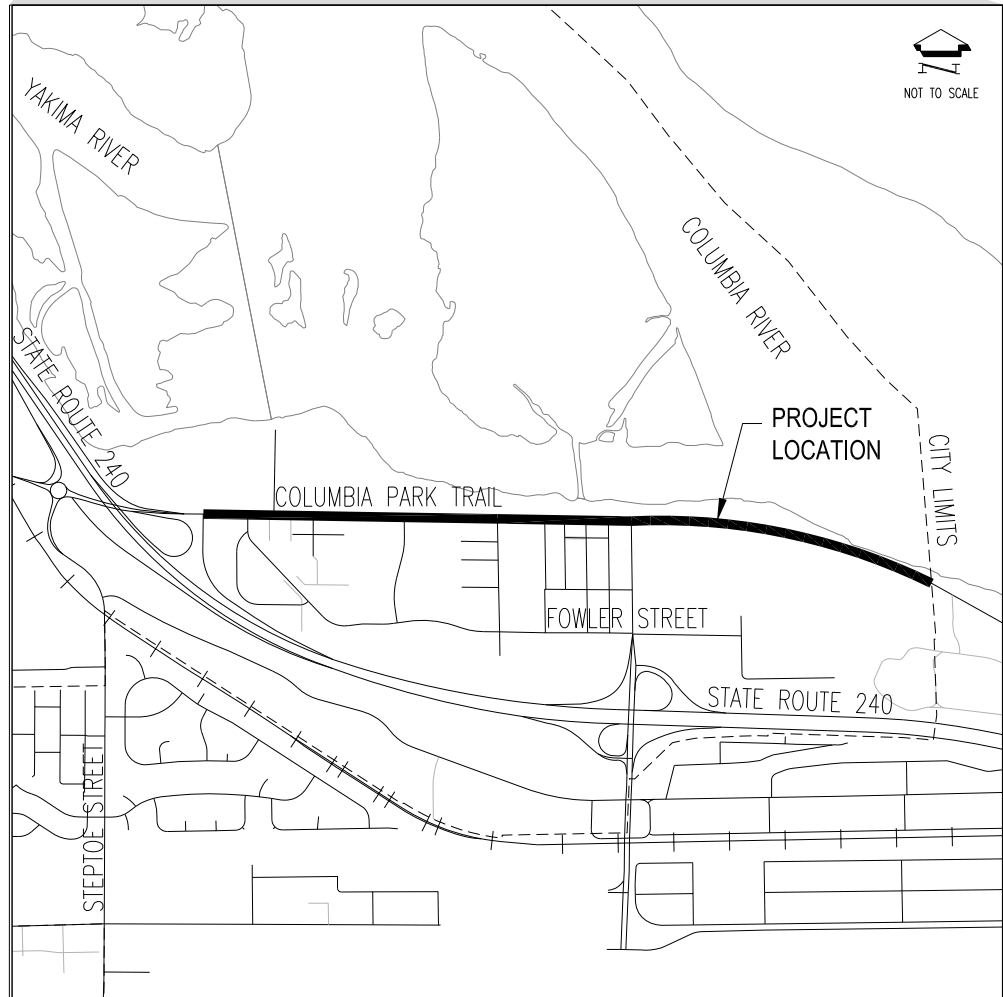 NOT TO SCALE
YAKIMA RIVER
COLUMBIA RIVER
STATE ROUTE 240
PROJECT
LOCATION
CITY LIMITS
COLUMBIA PARK TRAIL
FOWLER STREET
STATE ROUTE 240
STEPTOE STREET